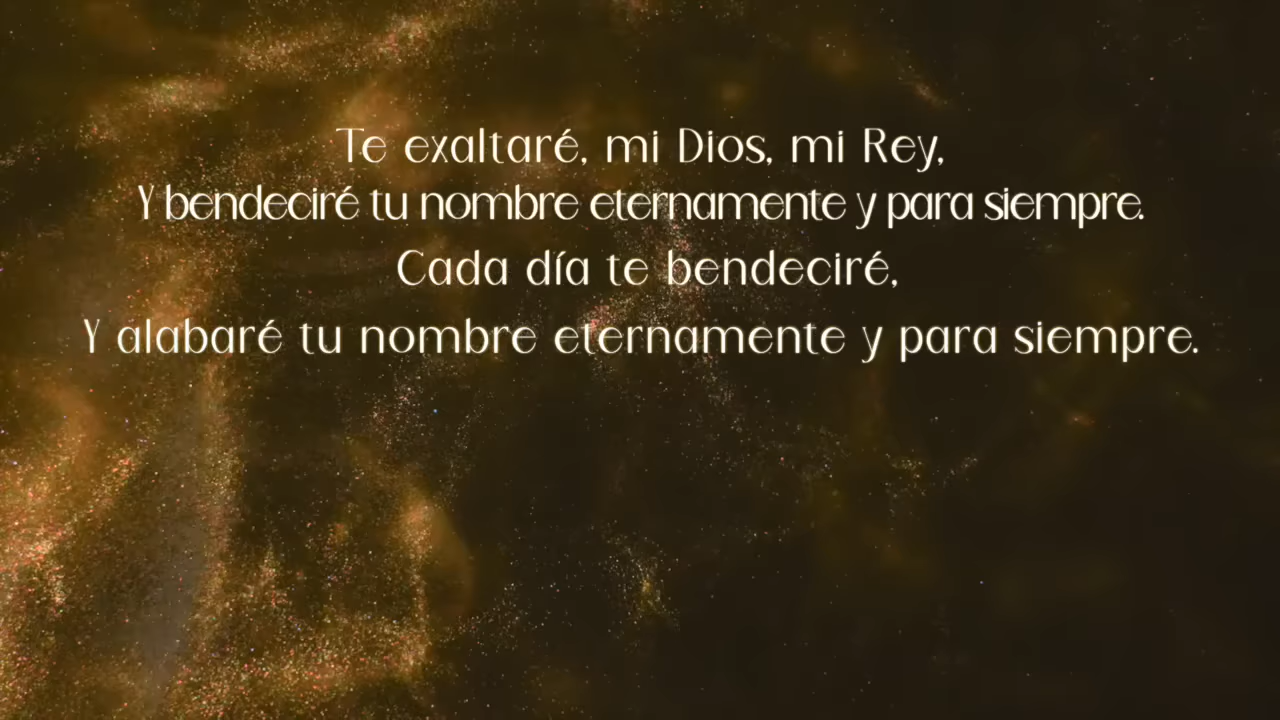 Te exaltaré, mi Dios, mi Rey,
Y bendeciré tu nombre eternamente y para siempre.
Cada día te bendeciré,
Y alabaré tu nombre eternamente y para siempre.